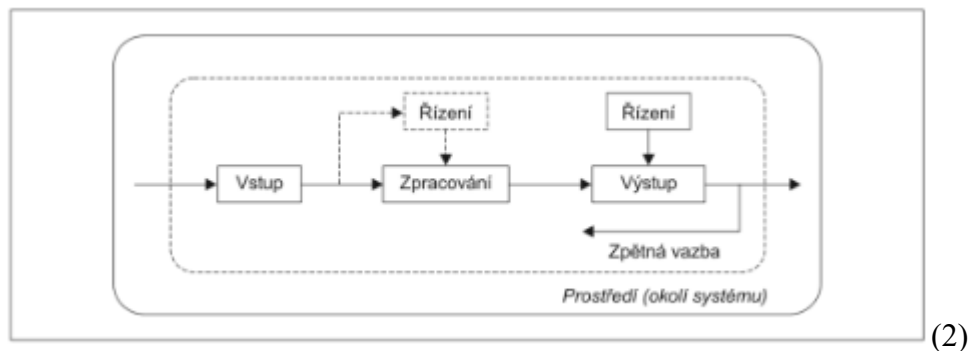 Řízení
Řízení
Vstup
Zpracování
Výstup
Zpětná vazba
Prostředí (okolí systému)
(2)